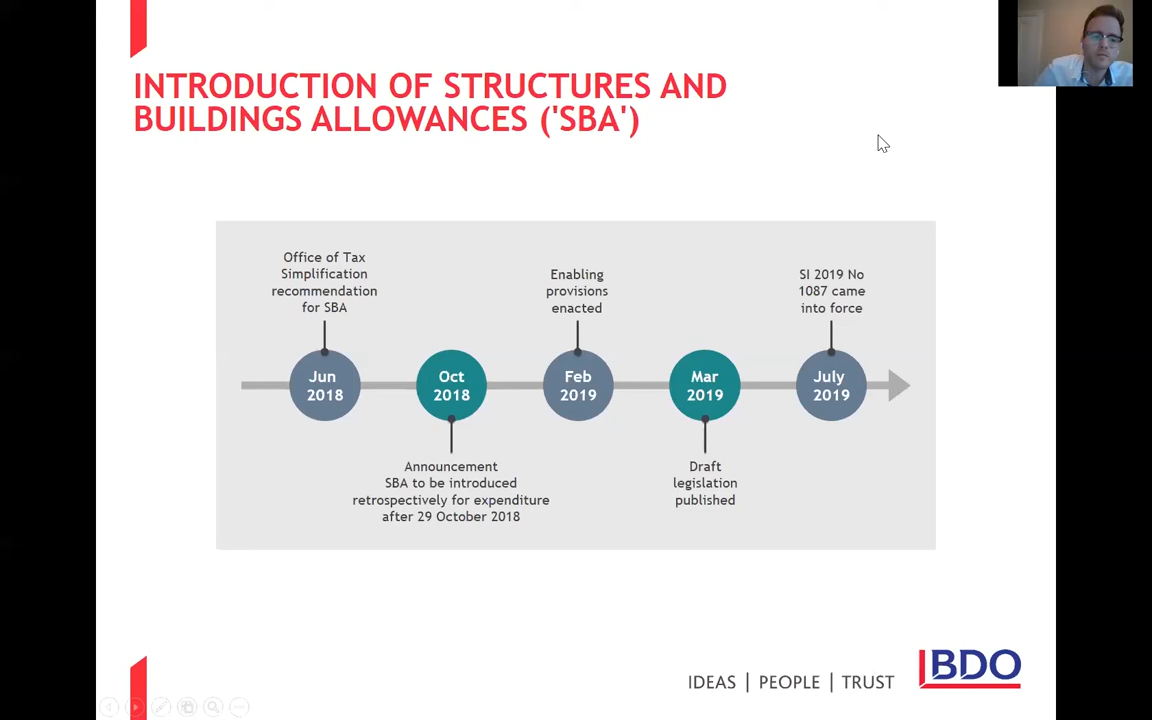 INTRODUCTION OF STRUCTURES AND
BUILDINGS ALLOWANCES ('SBA')
Office of Tax
Simplification
recommendation
for SBA
Enabling
provisions
enacted
SI 2019 No
1087 came
into force
Jun
2018
Oct
2018
Feb
2019
Mar
2019
July
2019
Announcement
SBA to be introduced
retrospectively for expenditure
after 29 October 2018
Draft
legislation
published
IDEAS | PEOPLE | TRUST
BDO